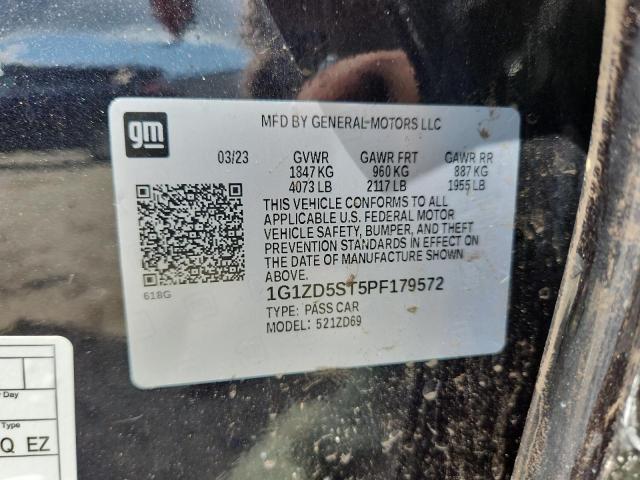 gm
MFD BY GENERAL MOTORS LLC
03/23 GVWR GAWR FRT GAWR RR
1847 KG 960 KG 887 KG
4073 LB 2117 LB 1955 LB
THIS VEHICLE CONFORMS TO ALL
APPLICABLE U.S. FEDERAL MOTOR
VEHICLE SAFETY, BUMPER, AND THEFT
PREVENTION STANDARDS IN EFFECT ON
THE DATE OF MANUFACTURE SHOWN
ABOVE.
618G
1G1ZD5ST5PF179572
TYPE: PASS CAR
MODEL: 521ZD69
Day
Type
Q EZ